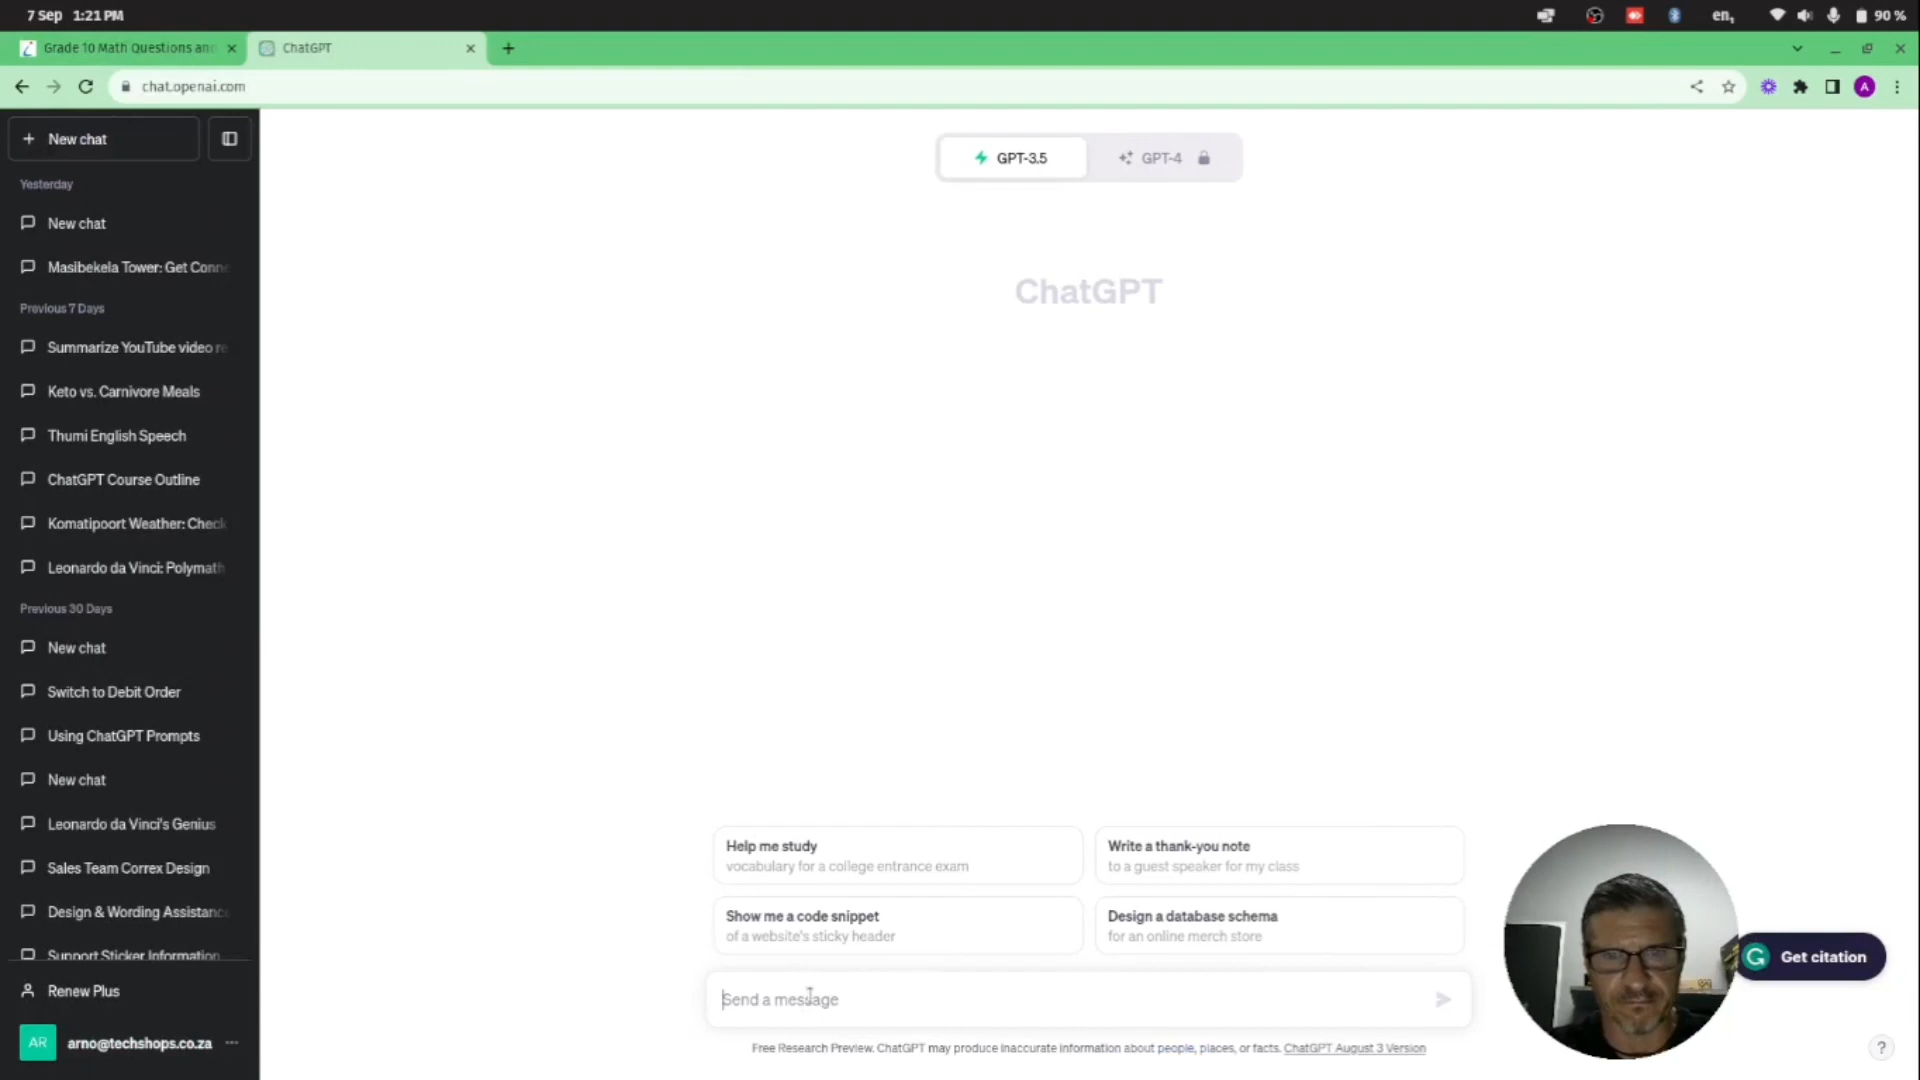 7 Sep 1:21 PM
en,
90 %
Grade 10 Math Questions and
ChatGPT
chat.openai.com
A
New chat
Yesterday
New chat
Masibekela Tower: Get Conne
Previous 7 Days
Summarize YouTube video re
Keto vs. Carnivore Meals
Thumi English Speech
ChatGPT Course Outline
Komatipoort Weather: Check
Leonardo da Vinci: Polymath
Previous 30 Days
New chat
Switch to Debit Order
Using ChatGPT Prompts
New chat
Leonardo da Vinci's Genius
Sales Team Correx Design
Design & Wording Assistanc
Support Sticker Information
Renew Plus
AR
arno@techshops.co.za
GPT-3.5
GPT-4
ChatGPT
Help me study
vocabulary for a college entrance exam
Write a thank-you note
to a guest speaker for my class
Show me a code snippet
of a website's sticky header
Design a database schema
for an online merch store
Send a message
Free Research Preview. ChatGPT may produce inaccurate information about people, places, or facts. ChatGPT August 3 Version
Get citation
?